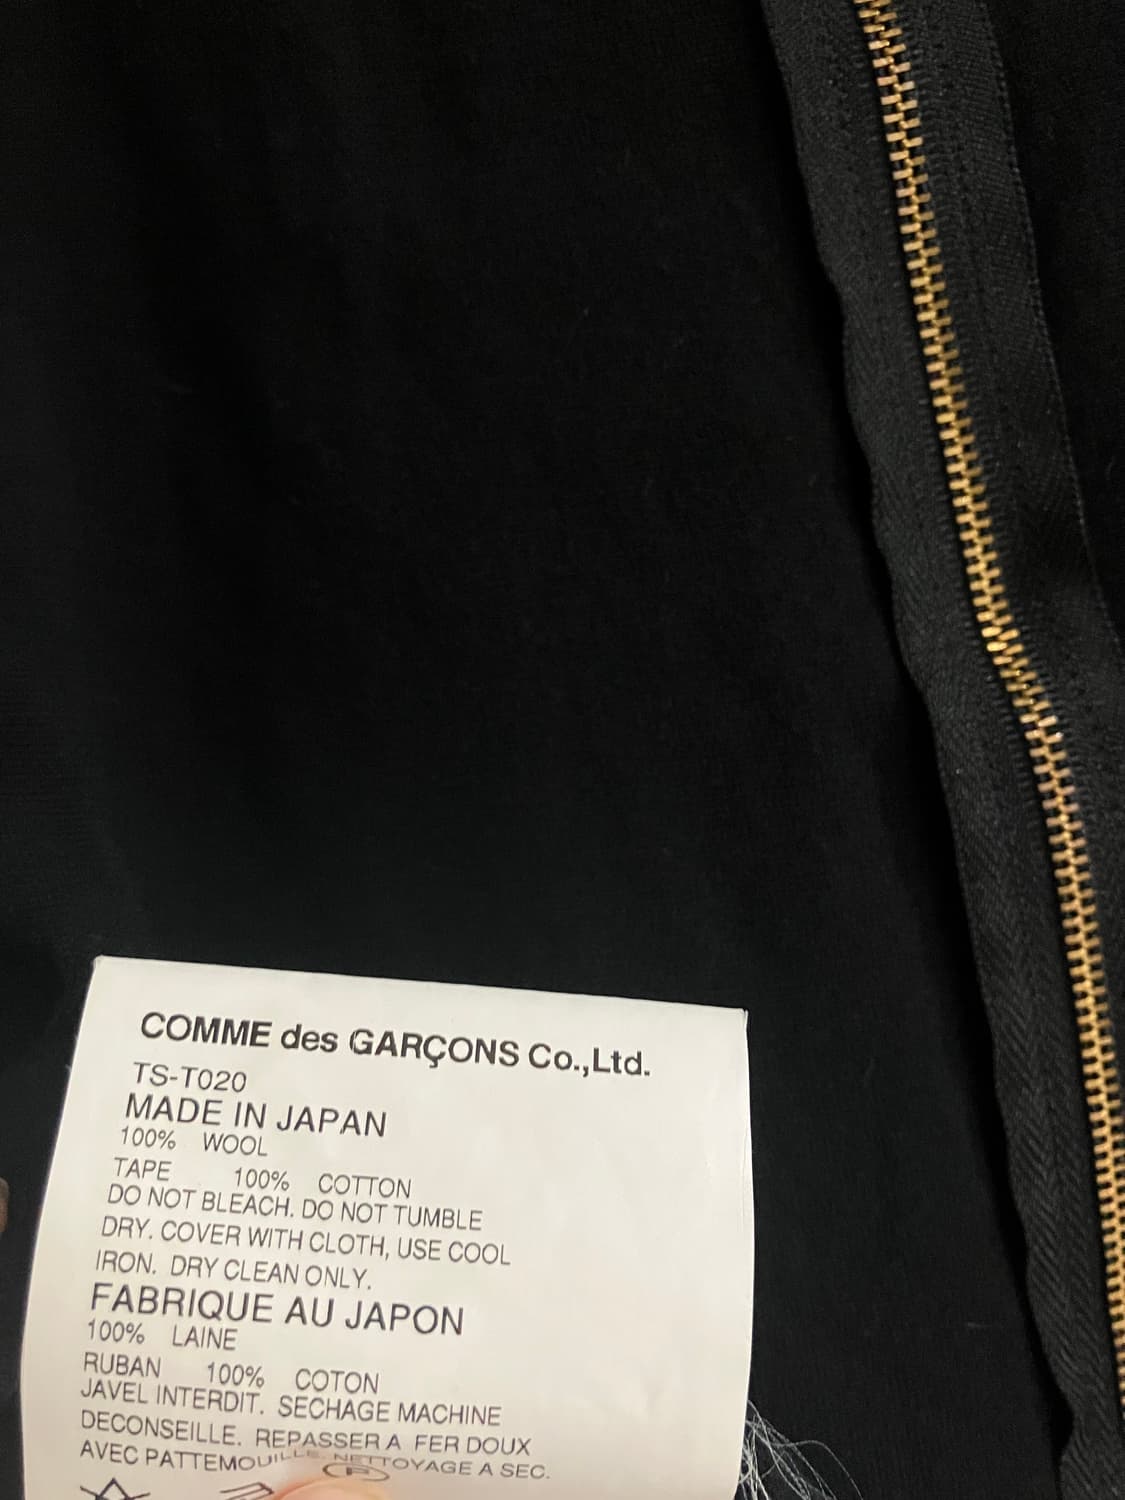 COMME des GARÇONS Co.,Ltd.
TS-T020
MADE IN JAPAN
100% WOOL
TAPE 100% COTTON
DO NOT BLEACH. DO NOT TUMBLE
DRY. COVER WITH CLOTH, USE COOL
IRON. DRY CLEAN ONLY.
FABRIQUE AU JAPON
100% LAINE
RUBAN 100% COTON
JAVEL INTERDIT. SECHAGE MACHINE
DECONSEILLE. REPASSER A FER DOUX
AVEC PATTEMOUILLE. NETTOYAGE A SEC.
P